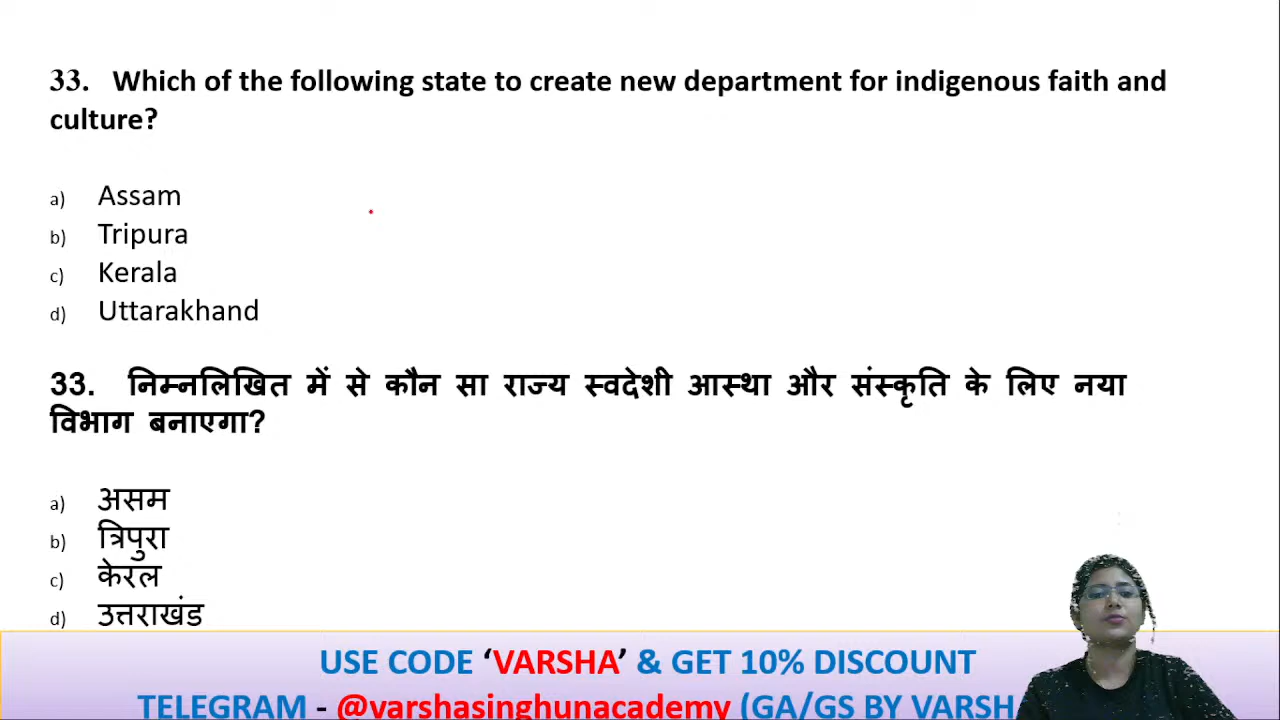 33. Which of the following state to create new department for indigenous faith and
culture?
a) Assam
b) Tripura
c) Kerala
d) Uttarakhand
33. निम्नलिखित में से कौन सा राज्य स्वदेशी आस्था और संस्कृति के लिए नया
विभाग बनाएगा?
a) असम
b) त्रिपुरा
c) केरल
d) उत्तराखंड
USE CODE ‘VARSHA’ & GET 10% DISCOUNT
TELEGRAM - @varshasinghunacademy (GA/GS BY VARSH